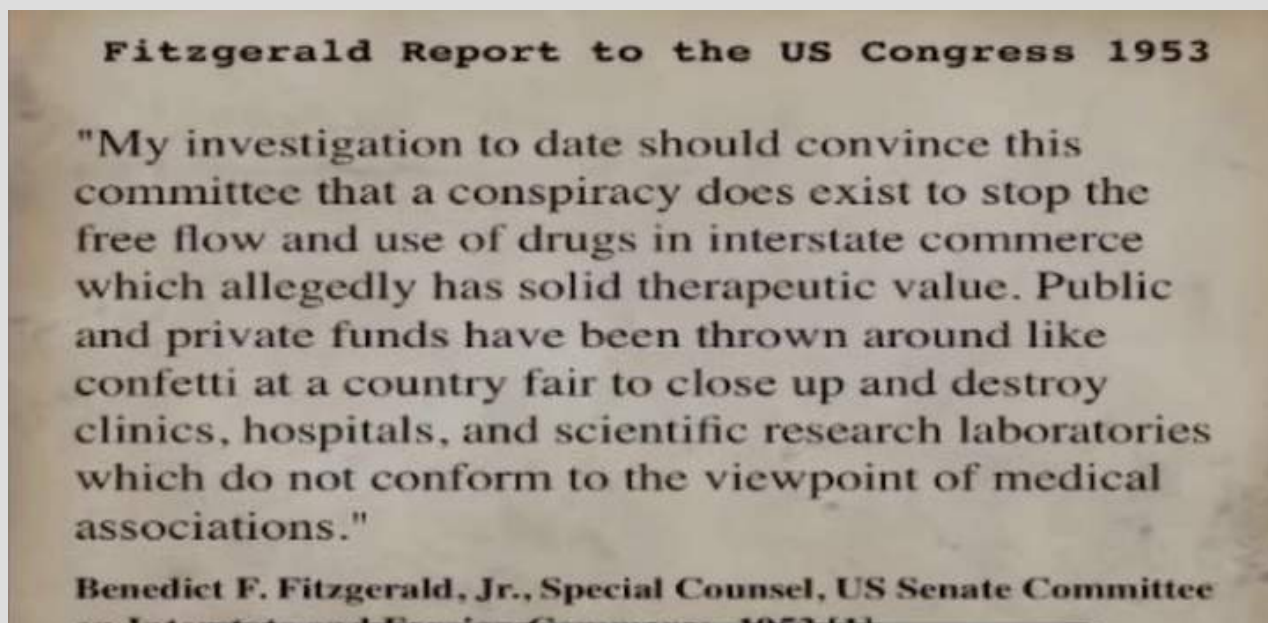 Fitzgerald Report to the US Congress 1953
"My investigation to date should convince this
committee that a conspiracy does exist to stop the
free flow and use of drugs in interstate commerce
which allegedly has solid therapeutic value. Public
and private funds have been thrown around like
confetti at a country fair to close up and destroy
clinics, hospitals, and scientific research laboratories
which do not conform to the viewpoint of medical
associations."
Benedict F. Fitzgerald, Jr., Special Counsel, US Senate Committee